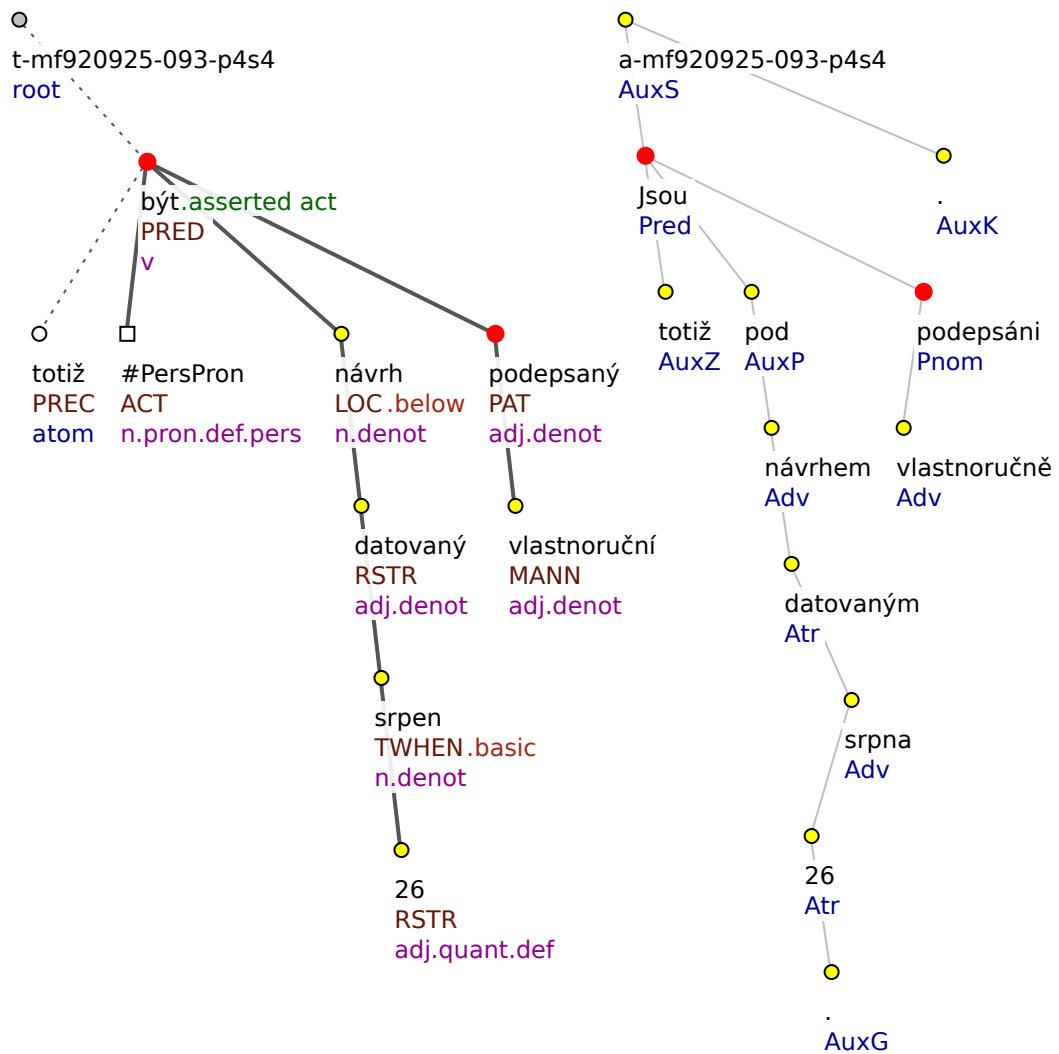 t-mf920925-093-p4s4
root
být.asserted act
PRED
v
totiž
PREC
atom
#PersPron
ACT
n.pron.def.pers
návrh
LOC.below
n.denot
podepsaný
PAT
adj.denot
datovaný
RSTR
adj.denot
vlastnoruční
MANN
adj.denot
srpen
TWHEN.basic
n.denot
26
RSTR
adj.quant.def
a-mf920925-093-p4s4
AuxS
Jsou
Pred
.
AuxK
totiž
AuxZ
pod
AuxP
podepsáni
Pnom
návrhem
Adv
vlastnoručně
Adv
datovaným
Atr
srpna
Adv
26
Atr
.
AuxG